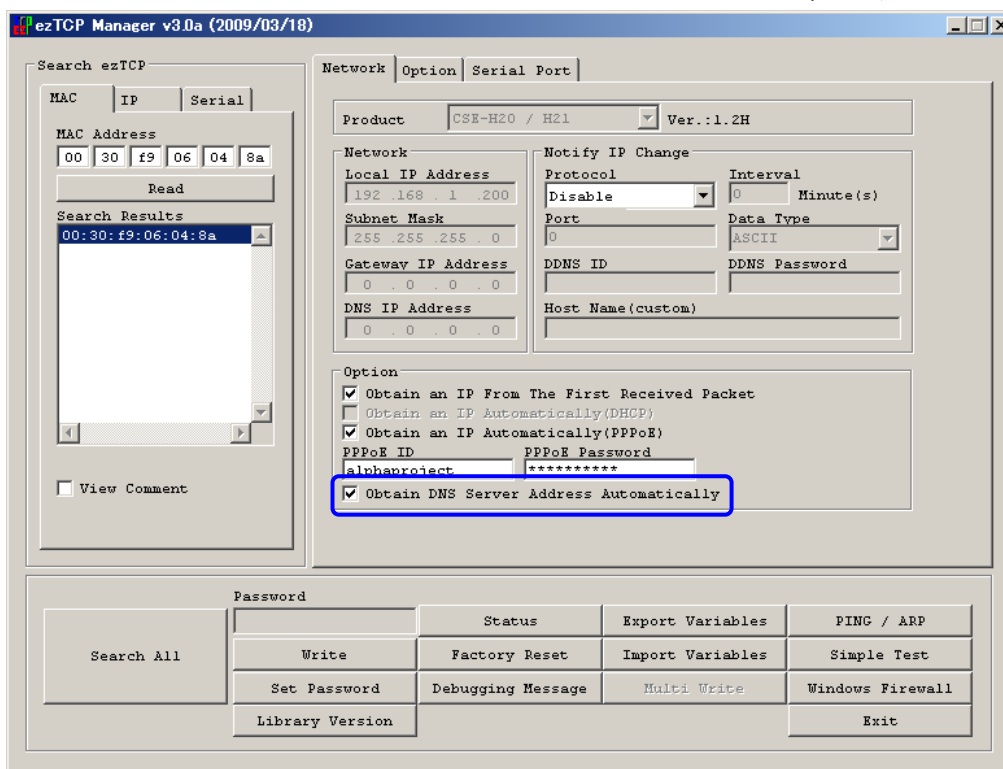 ezTCP Manager v3.0a (2009/03/18)
Search ezTCP
MAC IP Serial
MAC Address
00 30 f9 06 04 8a
Read
Search Results
00:30:f9:06:04:8a
View Comment
Network Option Serial Port
Product CSE-H20 / H21 Ver.:1.2H
Network
Local IP Address
192 .168 . 1 .200
Subnet Mask
255 .255 .255 . 0
Gateway IP Address
0 . 0 . 0 . 0
DNS IP Address
0 . 0 . 0 . 0
Notify IP Change
Protocol Interval
Disable 0 Minute(s)
Port Data Type
0 ASCII
DDNS ID DDNS Password
Host Name(custom)
Option
Obtain an IP From The First Received Packet
Obtain an IP Automatically(DHCP)
Obtain an IP Automatically(PPPoE)
PPPoE ID PPPoE Password
alphaproject **********
Obtain DNS Server Address Automatically
Password
Status Export Variables PING / ARP
Search All Write Factory Reset Import Variables Simple Test
Set Password Debugging Message Multi Write Windows Firewall
Library Version Exit